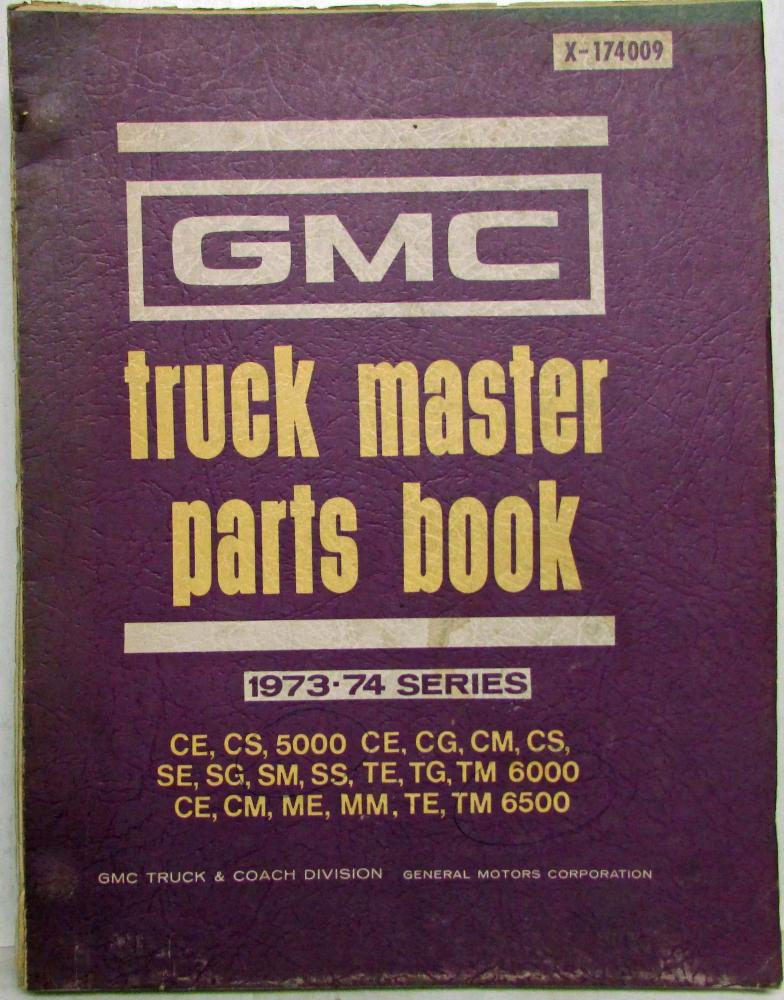 X-174009
GMC
truck master
parts book
1973-74 SERIES
CE, CS, 5000 CE, CG, CM, CS,
SE, SG, SM, SS, TE, TG, TM 6000
CE, CM, ME, MM, TE, TM 6500
GMC TRUCK & COACH DIVISION GENERAL MOTORS CORPORATION